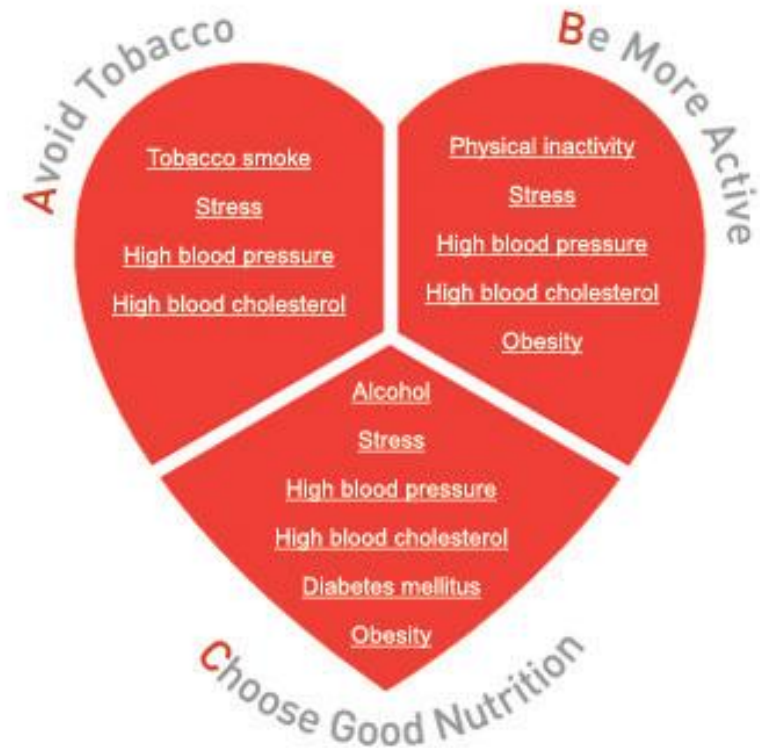 Avoid Tobacco
Tobacco smoke
Stress
High blood pressure
High blood cholesterol
Be More Active
Physical inactivity
Stress
High blood pressure
High blood cholesterol
Obesity
Alcohol
Stress
High blood pressure
High blood cholesterol
Diabetes mellitus
Obesity
Choose Good Nutrition